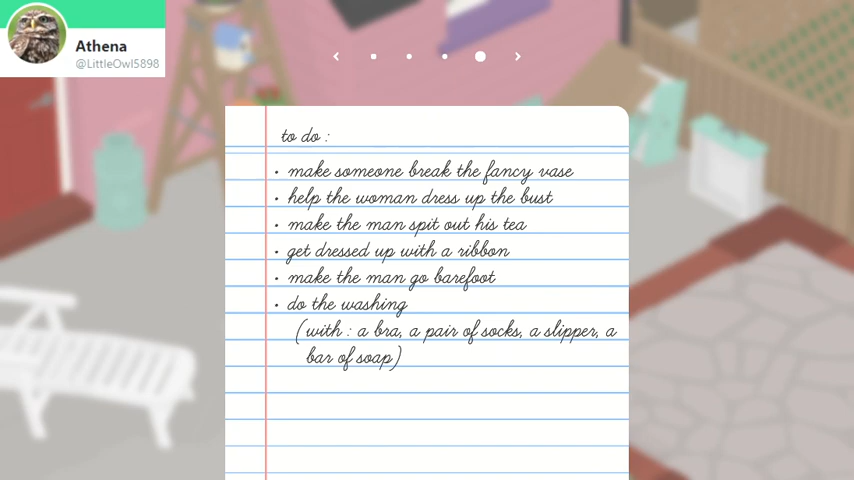 Athena
@LittleOwl5898
to do :
• make someone break the fancy vase
• help the woman dress up the bust
• make the man spit out his tea
• get dressed up with a ribbon
• make the man go barefoot
• do the washing
(with : a bra, a pair of socks, a slipper, a
bar of soap)